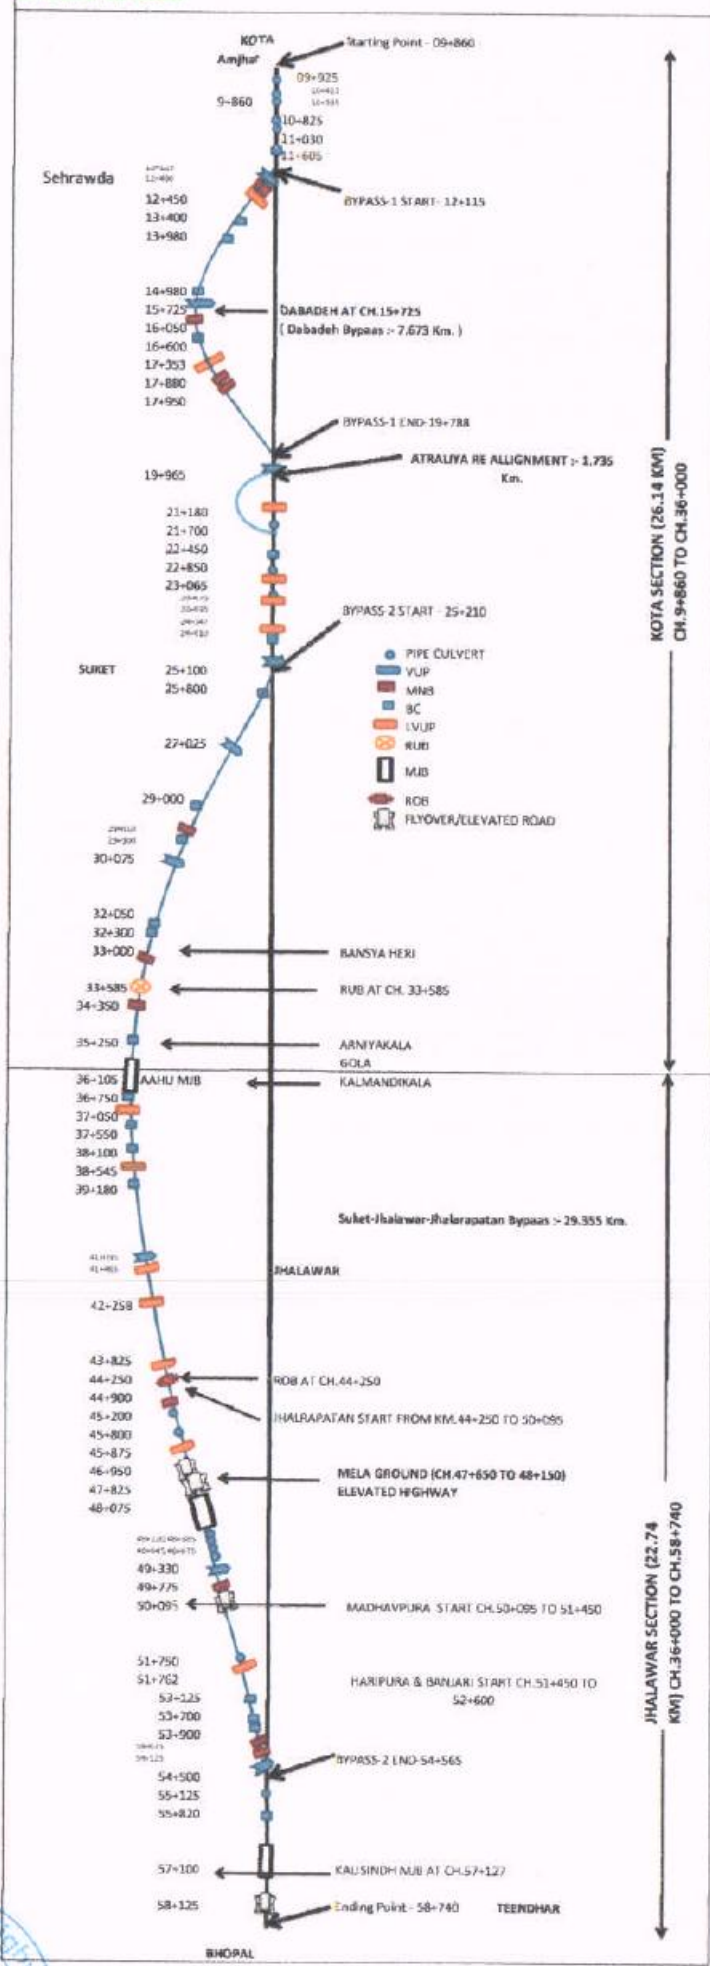 KOTA
Starting Point - 09+860
Amjhar
09+925
9+860
10+825
11+030
11+605
Sehrawda
12+450
BYPASS-1 START- 12+115
13+400
13+980
14+980
15+725
DABADEH AT CH.15+725
16+050
( Dabadeh Bypaas :- 7.673 Km. )
16+600
17+353
17+880
17+950
BYPASS-1 END- 19+788
ATRALIYA RE ALLIGNMENT :- 1.735
Km.
19+965
21+180
21+700
22+450
22+850
23+065
BYPASS-2 START - 25+210
SUKET
25+100
25+800
PIPE CULVERT
VUP
MNB
BC
LVUP
RUB
MJB
ROB
FLYOVER/ELEVATED ROAD
27+025
29+000
30+075
32+050
32+300
33+000
BANSYA HERI
33+585
RUB AT CH. 33+585
34+350
35+250
ARNIYAKALA
GOLA
KOTA SECTION (26.14 KM)
CH.9+860 TO CH.36+000
36+105
AAHU MJB
KALMANDIKALA
36+750
37+050
37+550
38+100
38+545
39+180
Suket-Jhalawar-Jhalarapatan Bypaas :- 29.355 Km.
JHALAWAR
42+258
43+825
44+250
ROB AT CH.44+250
44+900
45+200
JHALRAPATAN START FROM KM.44+250 TO 50+095
45+800
45+875
46+950
MELA GROUND (CH.47+650 TO 48+150)
47+825
ELEVATED HIGHWAY
48+075
49+330
49+775
50+095
MADHAVPURA START CH.50+095 TO 51+450
51+750
51+762
HARIPURA & BANJARI START CH.51+450 TO
52+600
53+125
53+700
53+900
BYPASS-2 END-54+565
54+500
55+125
55+820
57+100
KALISINDH MJB AT CH.57+127
58+125
Ending Point - 58+740
TEENDHAR
BHOPAL
JHALAWAR SECTION (22.74
KM) CH.36+000 TO CH.58+740